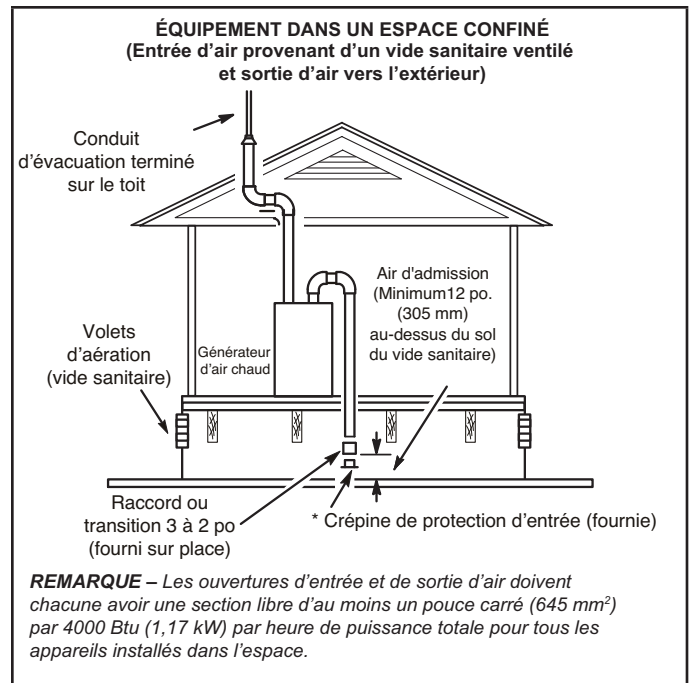 ÉQUIPEMENT DANS UN ESPACE CONFINÉ
(Entrée d’air provenant d’un vide sanitaire ventilé
et sortie d’air vers l’extérieur)
Conduit
d’évacuation terminé
sur le toit
Air d'admission
(Minimum12 po.
(305 mm)
au-dessus du sol
du vide sanitaire)
Volets
d’aération
(vide sanitaire)
Générateur
d’air chaud
Raccord ou
transition 3 à 2 po
(fourni sur place)
* Crépine de protection d’entrée (fournie)
REMARQUE – Les ouvertures d’entrée et de sortie d’air doivent
chacune avoir une section libre d’au moins un pouce carré (645 mm²)
par 4000 Btu (1,17 kW) par heure de puissance totale pour tous les
appareils installés dans l’espace.